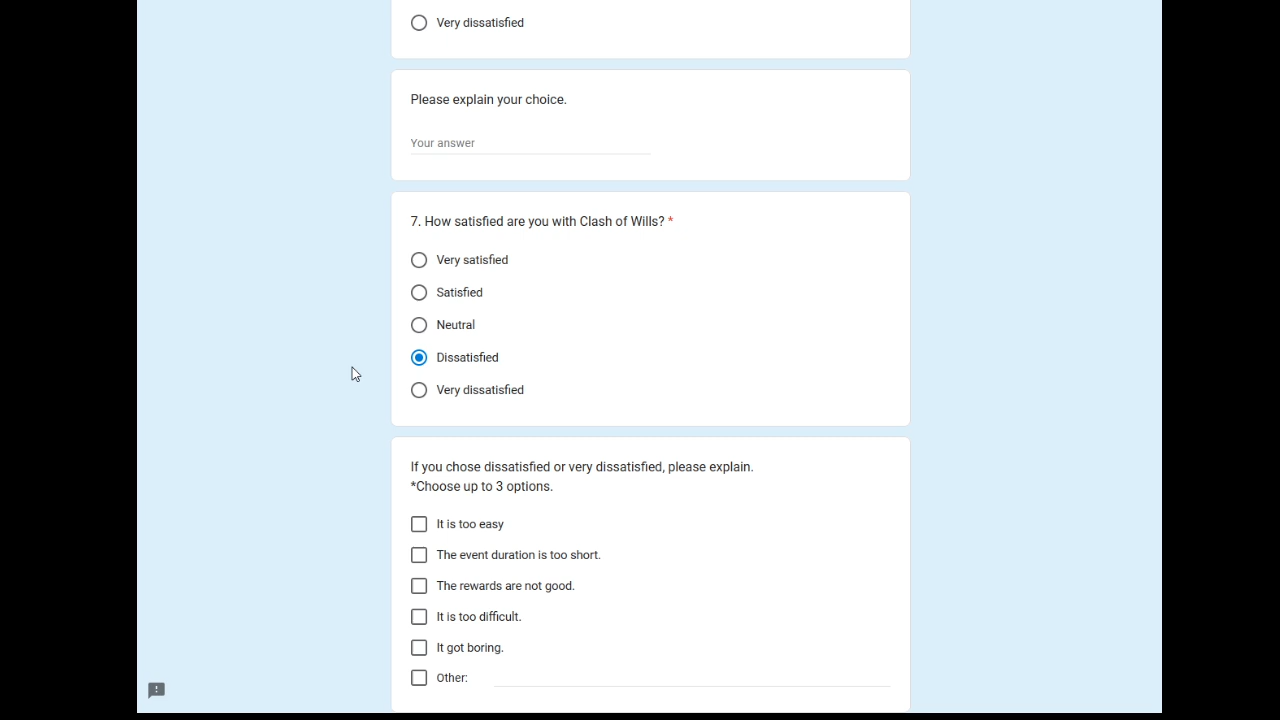 Very dissatisfied
Please explain your choice.
Your answer
7. How satisfied are you with Clash of Wills? *
Very satisfied
Satisfied
Neutral
Dissatisfied
Very dissatisfied
If you chose dissatisfied or very dissatisfied, please explain.
*Choose up to 3 options.
It is too easy
The event duration is too short.
The rewards are not good.
It is too difficult.
It got boring.
Other: